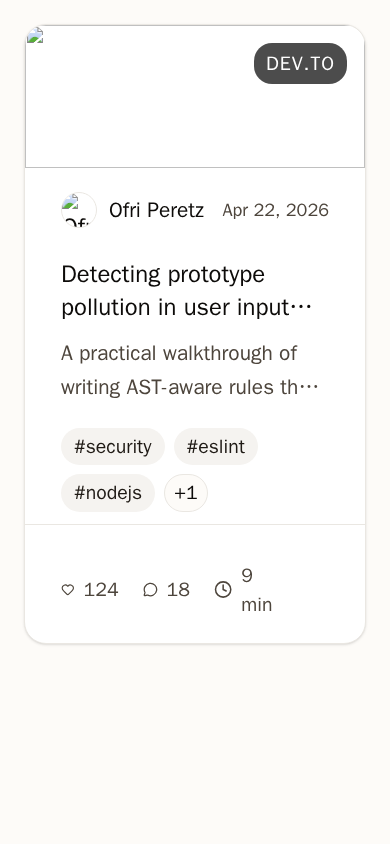 DEV.TO
Ofri Peretz Apr 22, 2026
Detecting prototype
pollution in user input…
A practical walkthrough of
writing AST-aware rules th…
#security #eslint
#nodejs +1
124 18 9
min